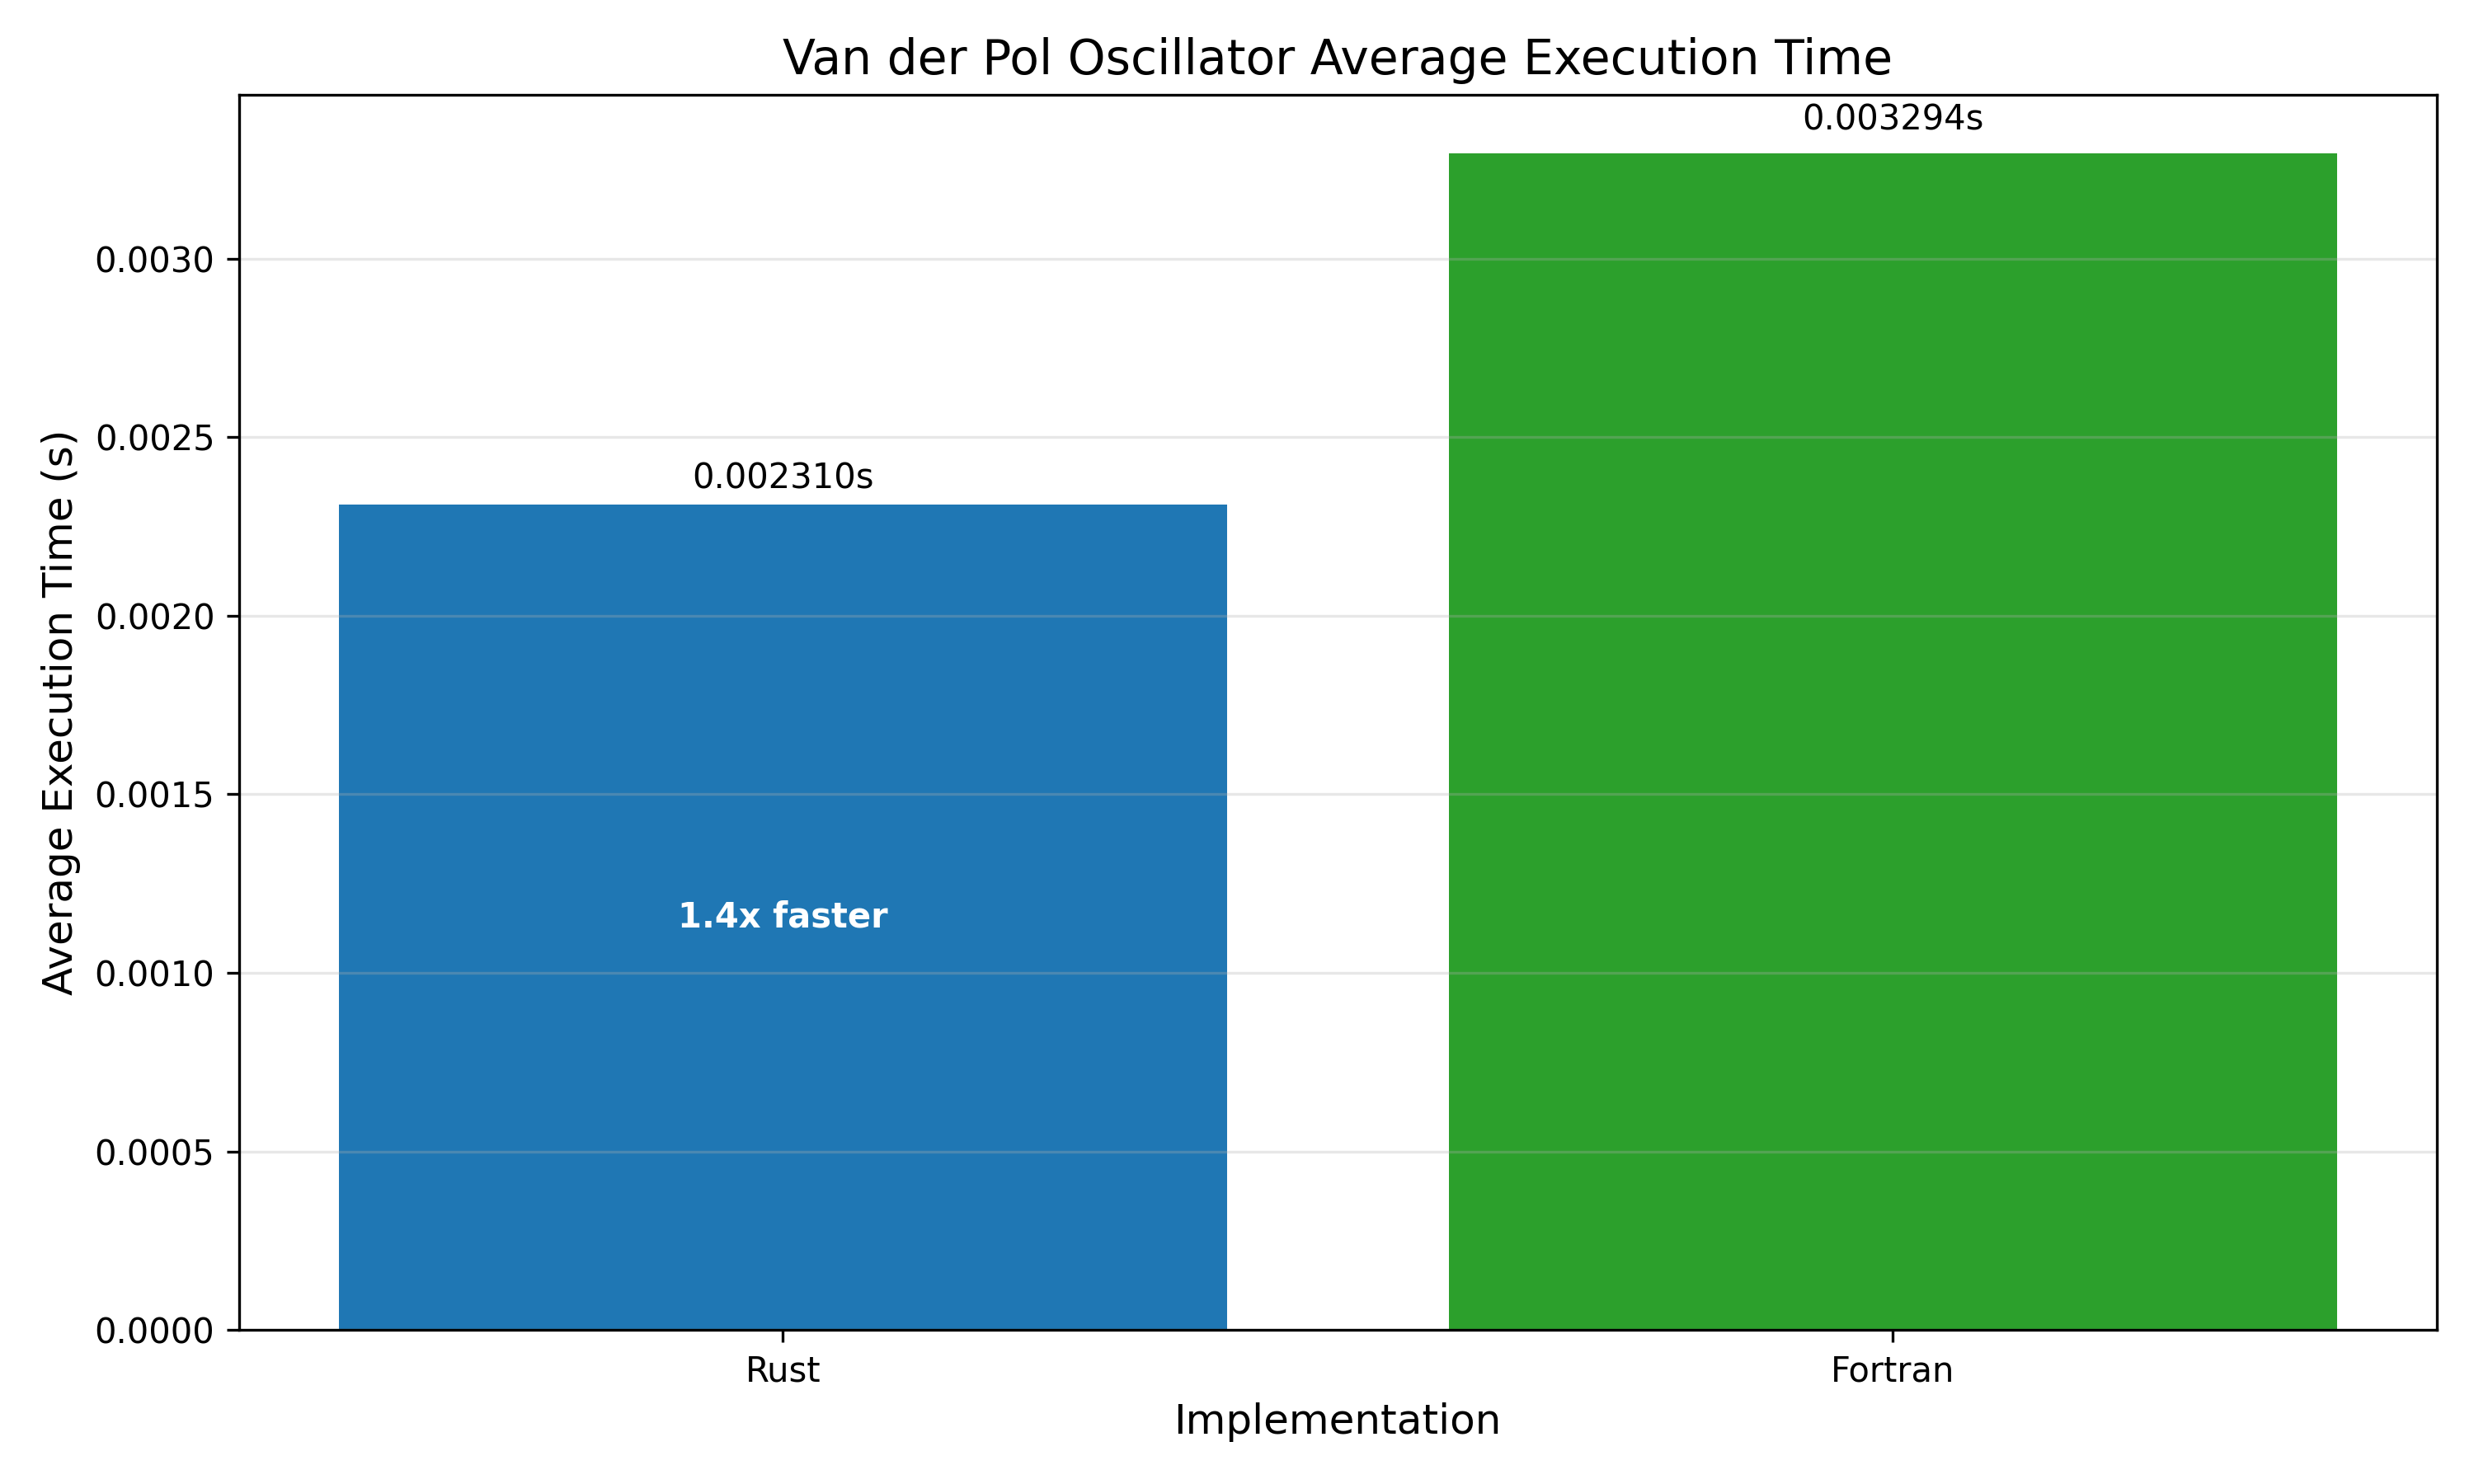 Van der Pol Oscillator Average Execution Time
0.003294s
0.0030
0.0025
0.002310s
0.0020
0.0015
1.4x faster
0.0010
0.0005
0.0000
Average Execution Time (s)
Rust
Fortran
Implementation